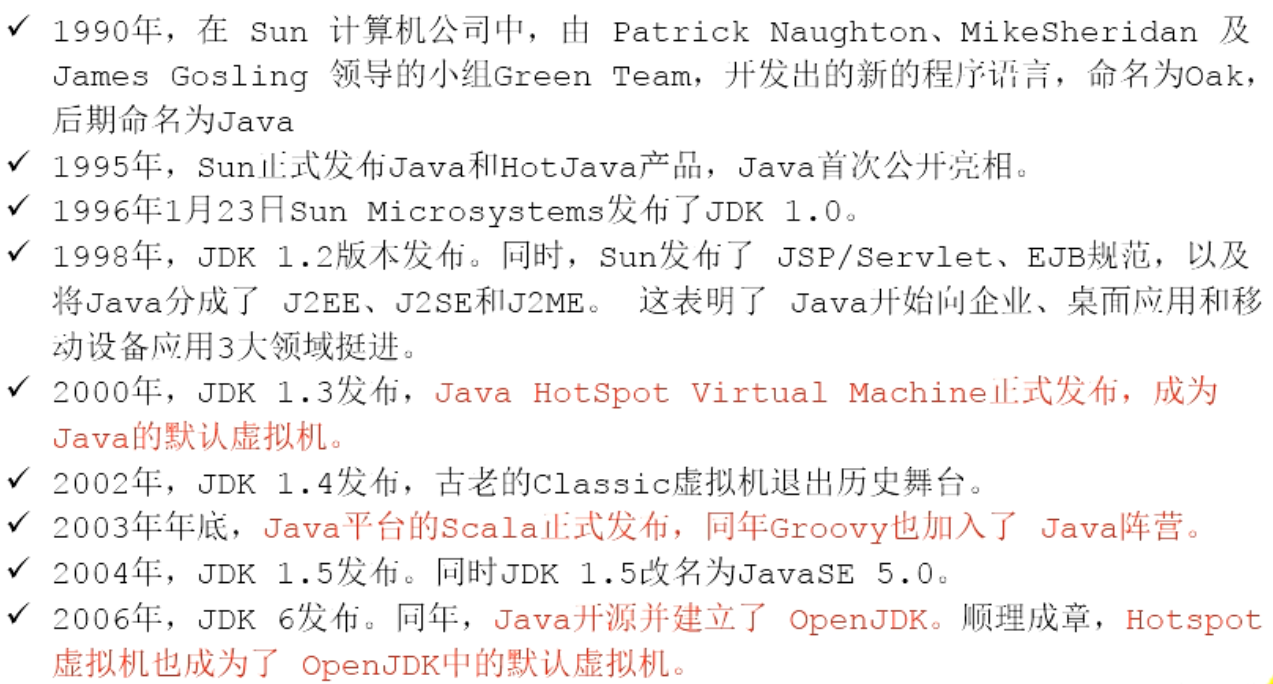 ✓ 1990年，在 Sun 计算机公司中，由 Patrick Naughton、MikeSheridan 及
James Gosling 领导的小组Green Team，开发出的新的程序语言，命名为Oak，
后期命名为Java
✓ 1995年，Sun正式发布Java和HotJava产品，Java首次公开亮相。
✓ 1996年1月23日Sun Microsystems发布了JDK 1.0。
✓ 1998年，JDK 1.2版本发布。同时，Sun发布了 JSP/Servlet、EJB规范，以及
将Java分成了 J2EE、J2SE和J2ME。 这表明了 Java开始向企业、桌面应用和移
动设备应用3大领域挺进。
✓ 2000年，JDK 1.3发布，Java HotSpot Virtual Machine正式发布，成为
Java的默认虚拟机。
✓ 2002年，JDK 1.4发布，古老的Classic虚拟机退出历史舞台。
✓ 2003年年底，Java平台的Scala正式发布，同年Groovy也加入了 Java阵营。
✓ 2004年，JDK 1.5发布。同时JDK 1.5改名为JavaSE 5.0。
✓ 2006年，JDK 6发布。同年，Java开源并建立了 OpenJDK。顺理成章，Hotspot
虚拟机也成为了 OpenJDK中的默认虚拟机。